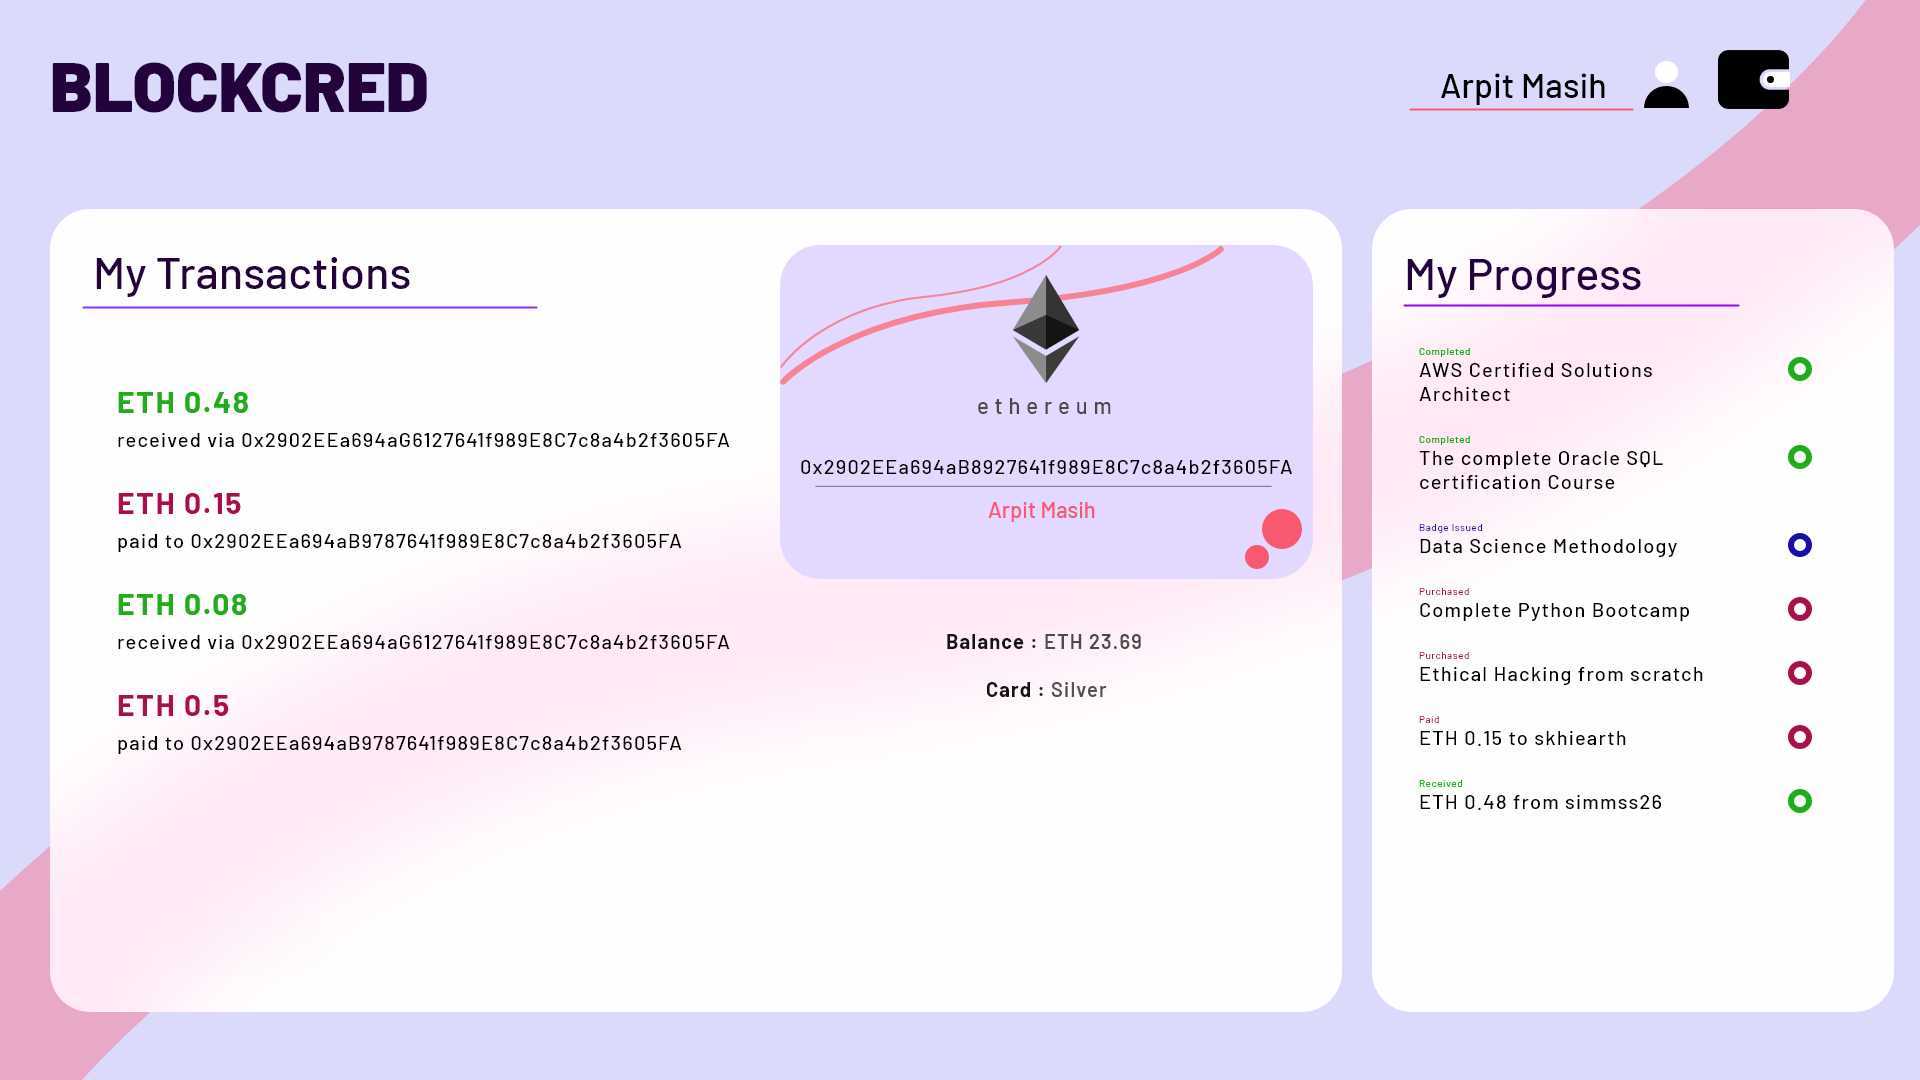 BLOCKCRED
Arpit Masih
My Transactions
ETH 0.48
received via 0x2902EEa694aG6127641f989E8C7c8a4b2f3605FA
ETH 0.15
paid to 0x2902EEa694aB9787641f989E8C7c8a4b2f3605FA
ETH 0.08
received via 0x2902EEa694aG6127641f989E8C7c8a4b2f3605FA
ETH 0.5
paid to 0x2902EEa694aB9787641f989E8C7c8a4b2f3605FA
ethereum
0x2902EEa694aB8927641f989E8C7c8a4b2f3605FA
Arpit Masih
Balance : ETH 23.69
Card : Silver
My Progress
Completed
AWS Certified Solutions
Architect
Completed
The complete Oracle SQL
certification Course
Badge Issued
Data Science Methodology
Purchased
Complete Python Bootcamp
Purchased
Ethical Hacking from scratch
Paid
ETH 0.15 to skhiearth
Received
ETH 0.48 from simmss26